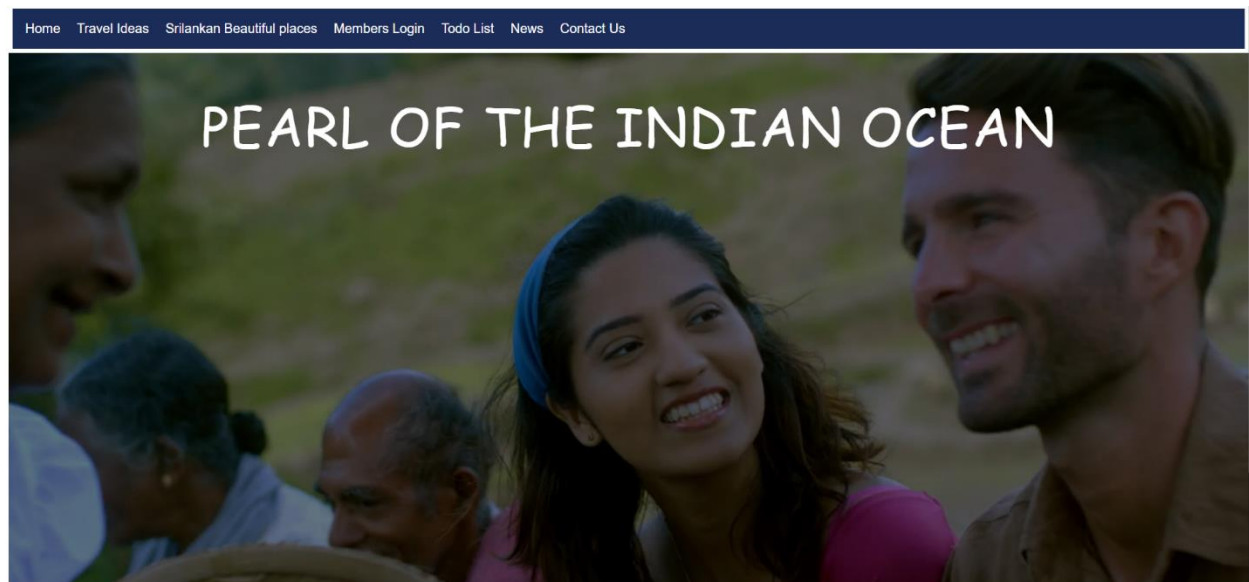 Home Travel Ideas Srilankan Beautiful places Members Login Todo List News Contact Us
PEARL OF THE INDIAN OCEAN